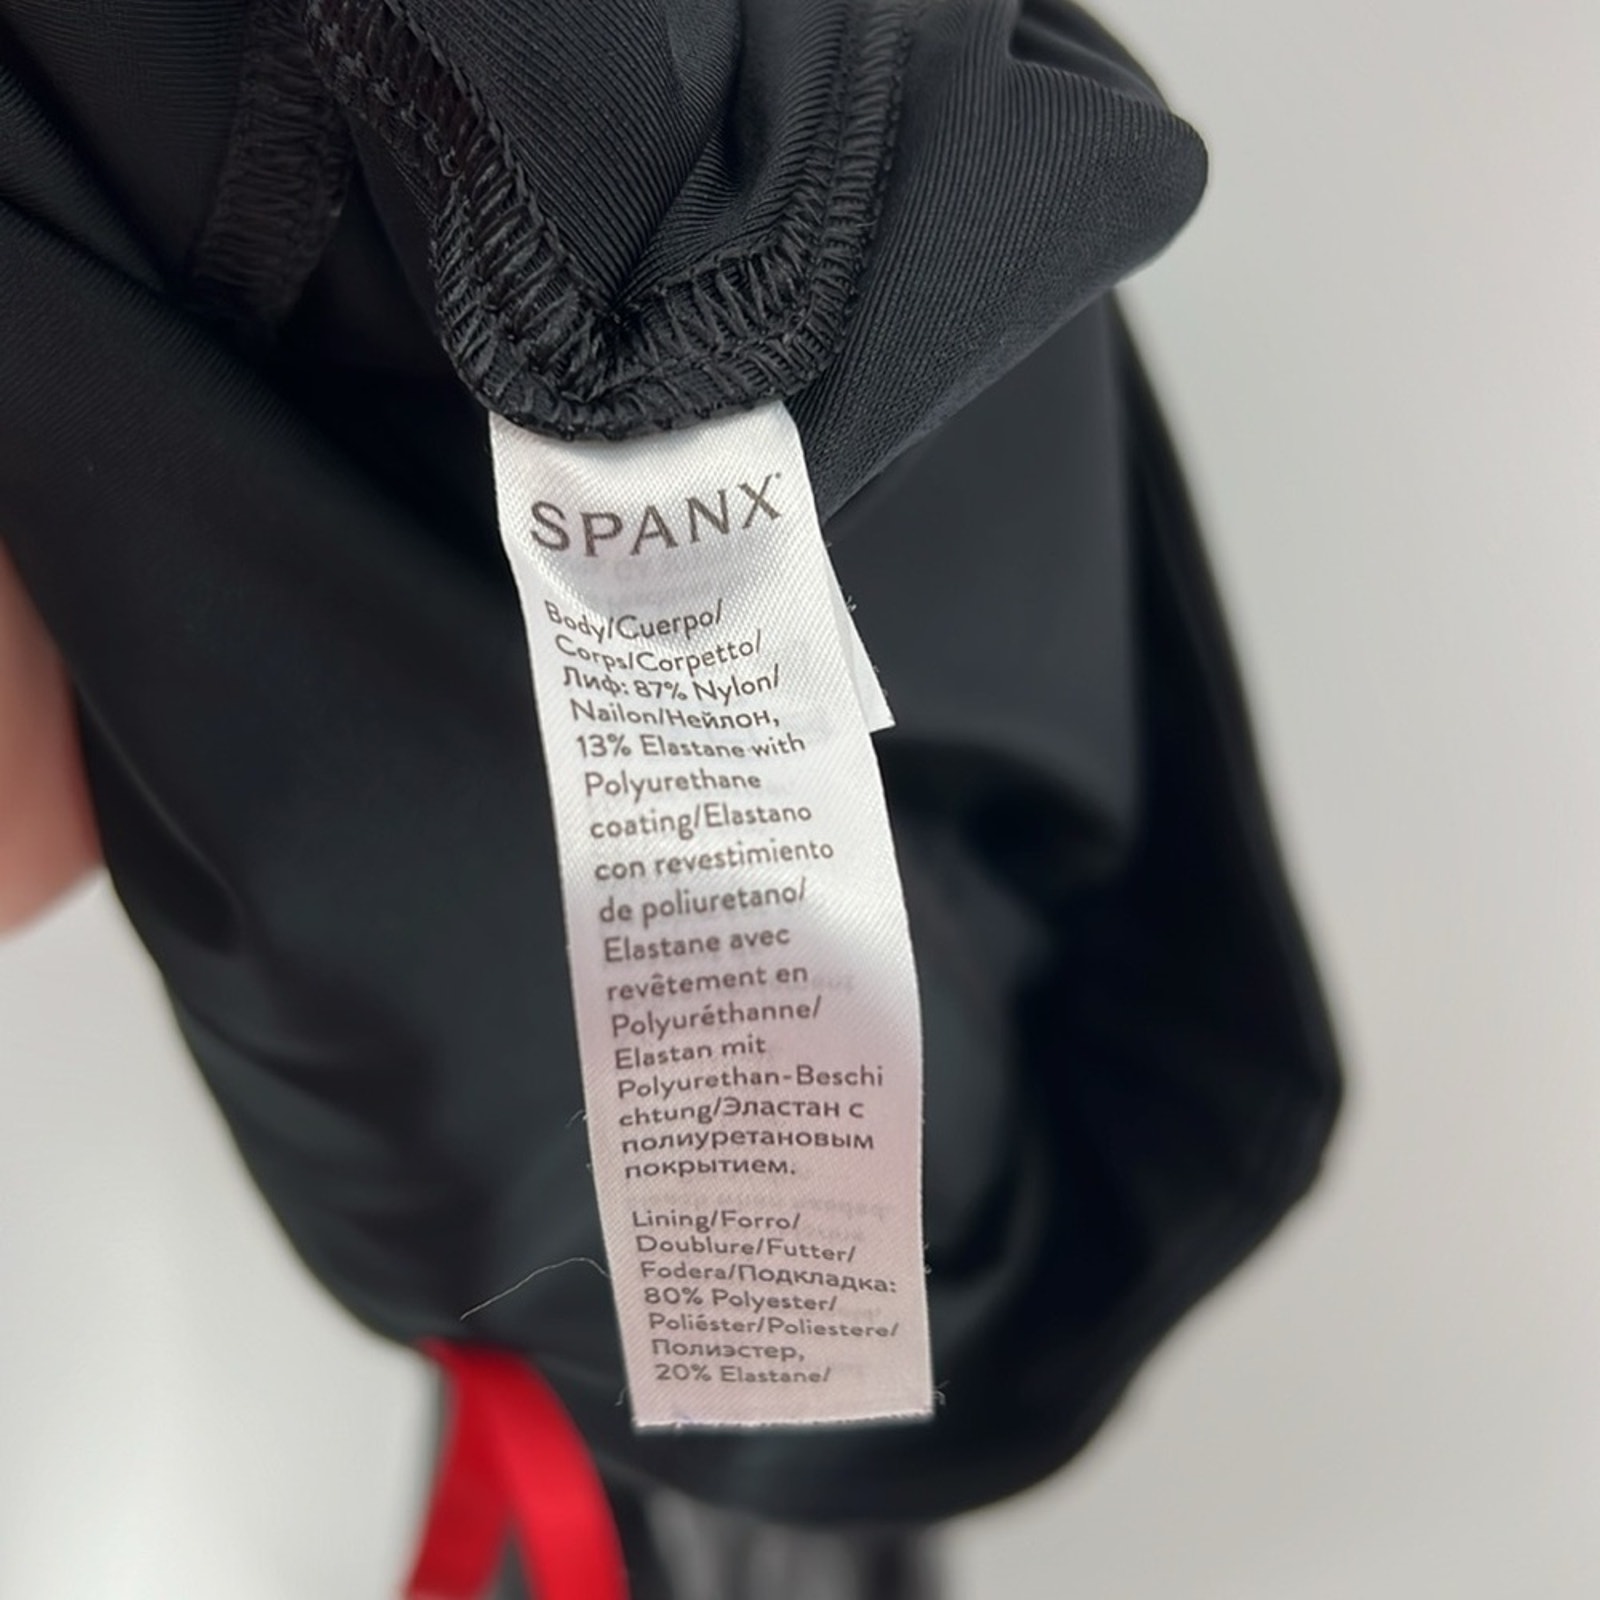 SPANX
Body/Cuerpo/
Corps/Corpetto/
Лиф: 87% Nylon/
Nailon/Нейлон,
13% Elastane with
Polyurethane
coating/Elastano
con revestimiento
de poliuretano/
Elastane avec
revêtement en
Polyuréthanne/
Elastan mit
Polyurethan-Beschi
chtung/Эластан с
полиуретановым
покрытием.
Lining/Forro/
Doublure/Futter/
Fodera/Подкладка:
80% Polyester/
Poliéster/Poliestere/
Полиэстер,
20% Elastane/